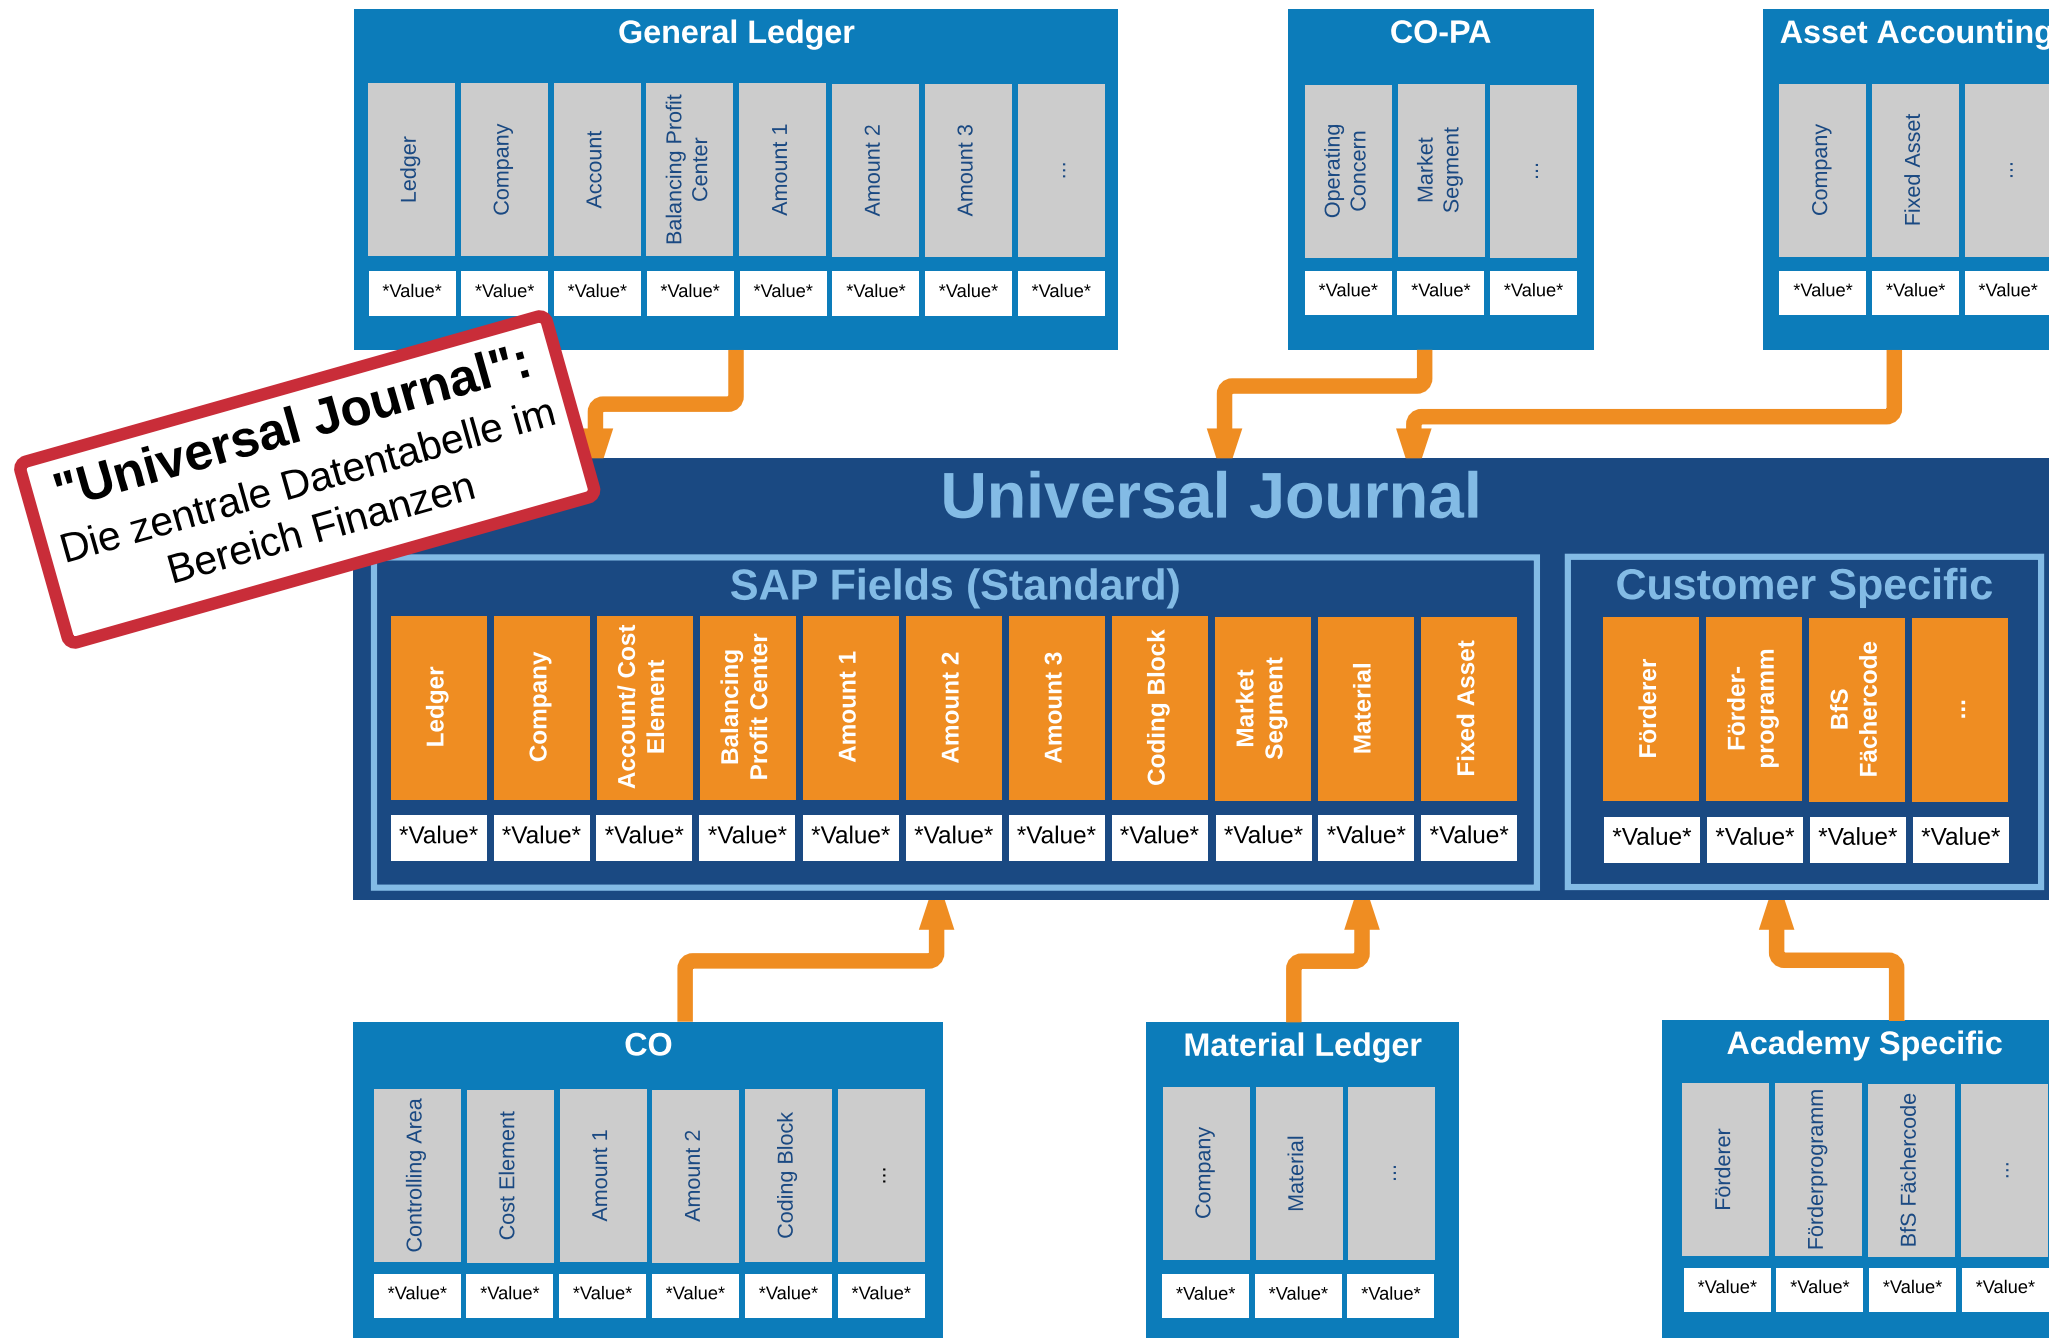 General Ledger
Ledger
Company
Account
Balancing Profit
Center
Amount 1
Amount 2
Amount 3
...
*Value* *Value* *Value* *Value* *Value* *Value* *Value* *Value*
CO-PA
Operating
Concern
Market
Segment
...
*Value* *Value* *Value*
Asset Accounting
Company
Fixed Asset
...
*Value* *Value* *Value*
"Universal Journal":
Die zentrale Datentabelle im
Bereich Finanzen
Universal Journal
SAP Fields (Standard)
Ledger
Company
Account/ Cost
Element
Balancing
Profit Center
Amount 1
Amount 2
Amount 3
Coding Block
Market
Segment
Material
Fixed Asset
*Value* *Value* *Value* *Value* *Value* *Value* *Value* *Value* *Value* *Value* *Value*
Customer Specific
Förderer
Förder-
programm
BfS
Fächercode
...
*Value* *Value* *Value* *Value*
CO
Controlling Area
Cost Element
Amount 1
Amount 2
Coding Block
...
*Value* *Value* *Value* *Value* *Value* *Value*
Material Ledger
Company
Material
...
*Value* *Value* *Value*
Academy Specific
Förderer
Förderprogramm
BfS Fächercode
...
*Value* *Value* *Value* *Value*